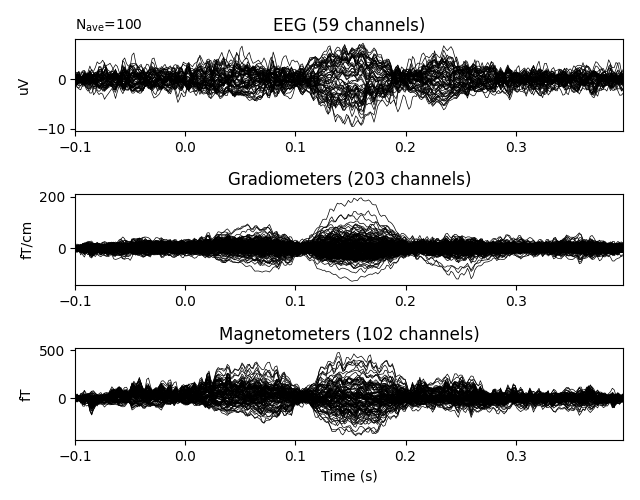 Nave=100
EEG (59 channels)
uV
0
−10
−0.1 0.0 0.1 0.2 0.3
Gradiometers (203 channels)
fT/cm
200
0
−0.1 0.0 0.1 0.2 0.3
Magnetometers (102 channels)
fT
500
0
−0.1 0.0 0.1 0.2 0.3
Time (s)